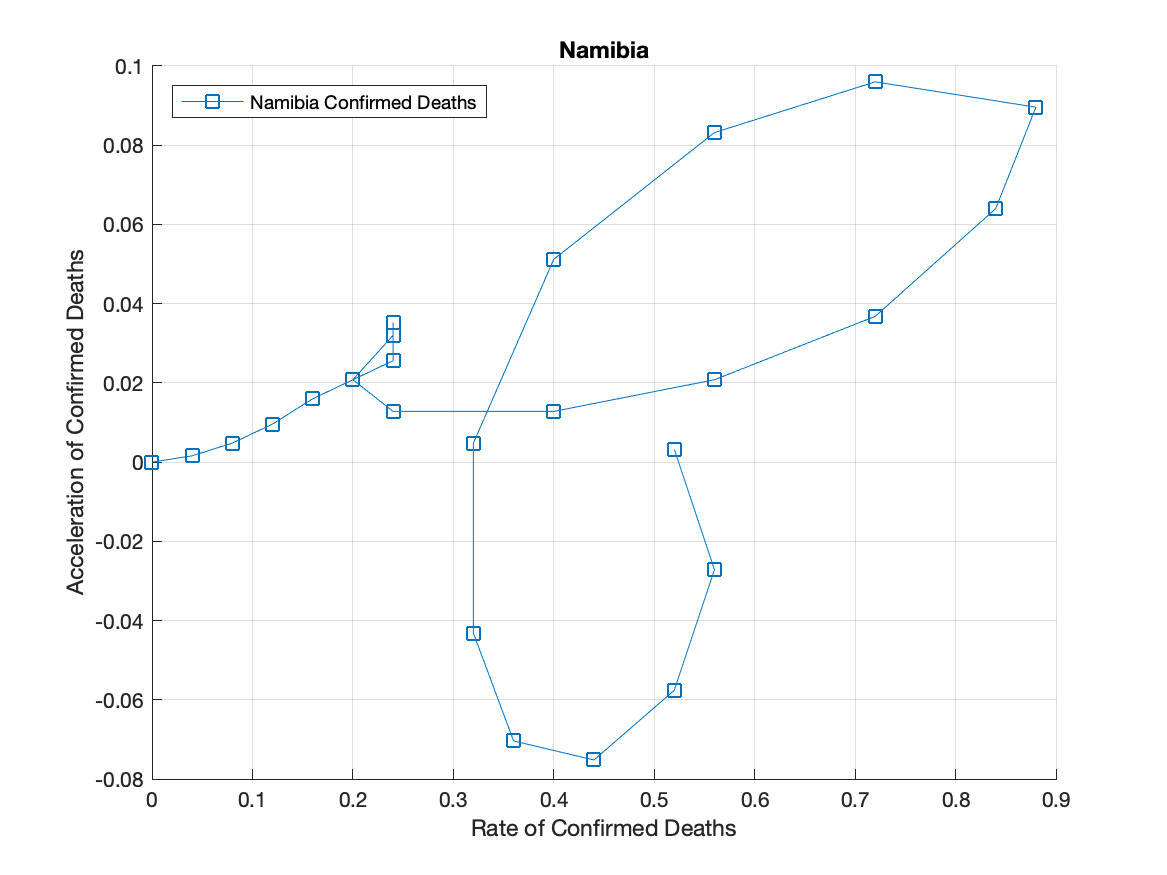 Namibia
Namibia Confirmed Deaths
Acceleration of Confirmed Deaths
0.1
0.08
0.06
0.04
0.02
0
-0.02
-0.04
-0.06
-0.08
0 0.1 0.2 0.3 0.4 0.5 0.6 0.7 0.8 0.9
Rate of Confirmed Deaths